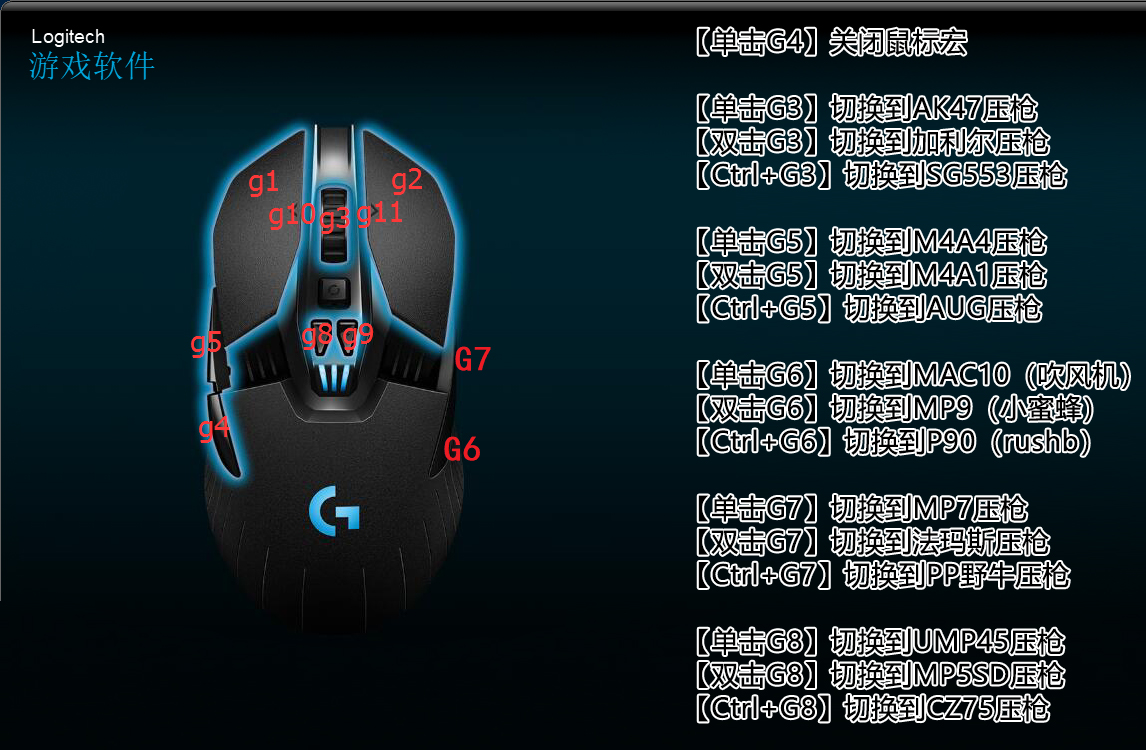 Logitech
游戏软件
g1
g2
g10
g3
g11
g5
g8
g9
G7
g4
G6
【单击G4】关闭鼠标宏
【单击G3】切换到AK47压枪
【双击G3】切换到加利尔压枪
【Ctrl+G3】切换到SG553压枪
【单击G5】切换到M4A4压枪
【双击G5】切换到M4A1压枪
【Ctrl+G5】切换到AUG压枪
【单击G6】切换到MAC10（吹风机）
【双击G6】切换到MP9（小蜜蜂）
【Ctrl+G6】切换到P90（rushb）
【单击G7】切换到MP7压枪
【双击G7】切换到法玛斯压枪
【Ctrl+G7】切换到PP野牛压枪
【单击G8】切换到UMP45压枪
【双击G8】切换到MP5SD压枪
【Ctrl+G8】切换到CZ75压枪